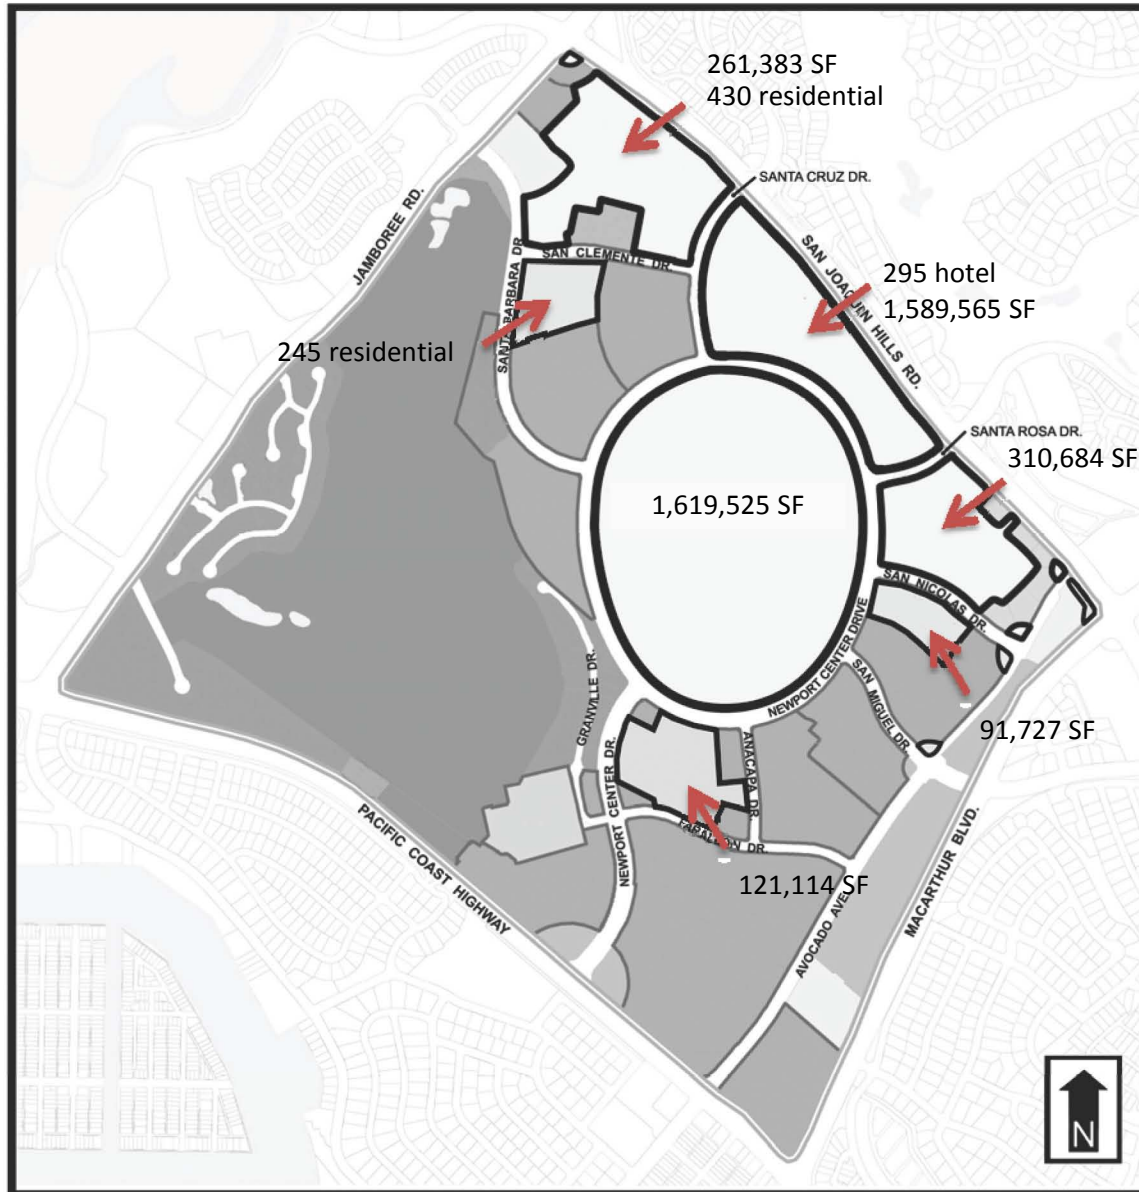 261,383 SF
430 residential
SANTA CRUZ DR.
JAMBOREE RD.
SAN JOAQUIN HILLS RD.
SAN CLEMENTE DR.
SANTA BARBARA DR.
295 hotel
1,589,565 SF
245 residential
SANTA ROSA DR.
310,684 SF
1,619,525 SF
SAN NICOLAS DR.
NEWPORT CENTER DRIVE
SAN MIGUEL DR.
GRANVILLE DR.
91,727 SF
ANACAPA DR.
NEWPORT CENTER DR.
FARALLON DR.
PACIFIC COAST HIGHWAY
MACARTHUR BLVD.
121,114 SF
AVOCADO AVE.
N